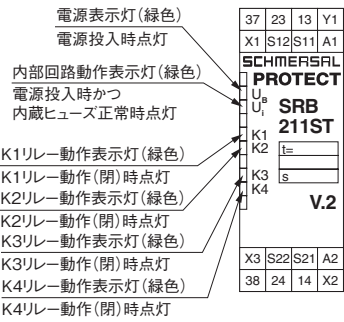 電源表示灯(緑色)
電源投入時点灯
内部回路動作表示灯(緑色)
電源投入時かつ
内蔵ヒューズ正常時点灯
K1リレー動作表示灯(緑色)
K1リレー動作(閉)時点灯
K2リレー動作表示灯(緑色)
K2リレー動作(閉)時点灯
K3リレー動作表示灯(緑色)
K3リレー動作(閉)時点灯
K4リレー動作表示灯(緑色)
K4リレー動作(閉)時点灯
37 23 13 Y1
X1 S12 S11 A1
SCHMERSAL
PROTECT
UB
Ui
SRB
211ST
K1
K2 t=
K3 s
K4
V.2
X3 S22 S21 A2
38 24 14 X2